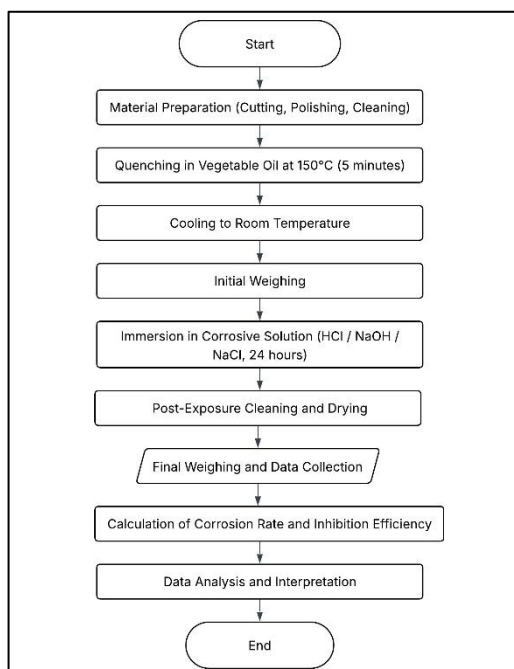 Start
Material Preparation (Cutting, Polishing, Cleaning)
Quenching in Vegetable Oil at 150°C (5 minutes)
Cooling to Room Temperature
Initial Weighing
Immersion in Corrosive Solution (HCl / NaOH /
NaCl, 24 hours)
Post-Exposure Cleaning and Drying
Final Weighing and Data Collection
Calculation of Corrosion Rate and Inhibition Efficiency
Data Analysis and Interpretation
End